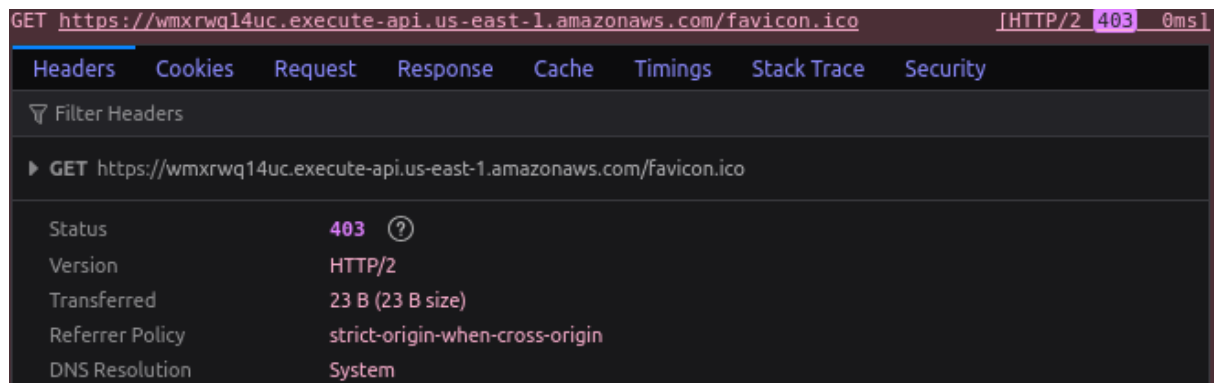 GET https://wmxrwq14uc.execute-api.us-east-1.amazonaws.com/favicon.ico [HTTP/2 403 0ms]
Headers Cookies Request Response Cache Timings Stack Trace Security
Filter Headers
GET https://wmxrwq14uc.execute-api.us-east-1.amazonaws.com/favicon.ico
Status 403 ?
Version HTTP/2
Transferred 23 B (23 B size)
Referrer Policy strict-origin-when-cross-origin
DNS Resolution System